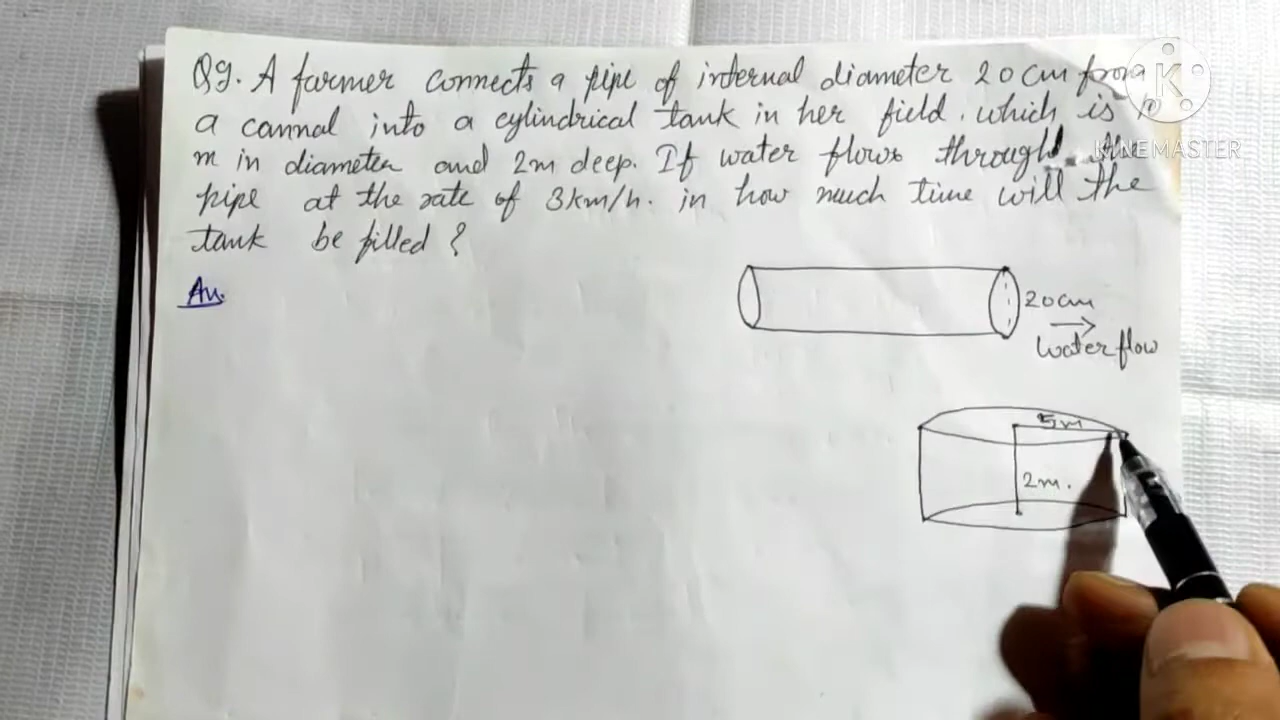 Q9. A farmer connects a pipe of internal diameter 20 cm from
a cannal into a cylindrical tank in her field. which is
m in diameter and 2m deep. If water flows through the
pipe at the rate of 3km/h. in how much time will the
tank be filled ?
An.
20cm
Water flow
5m
2m.
K
KINEMASTER